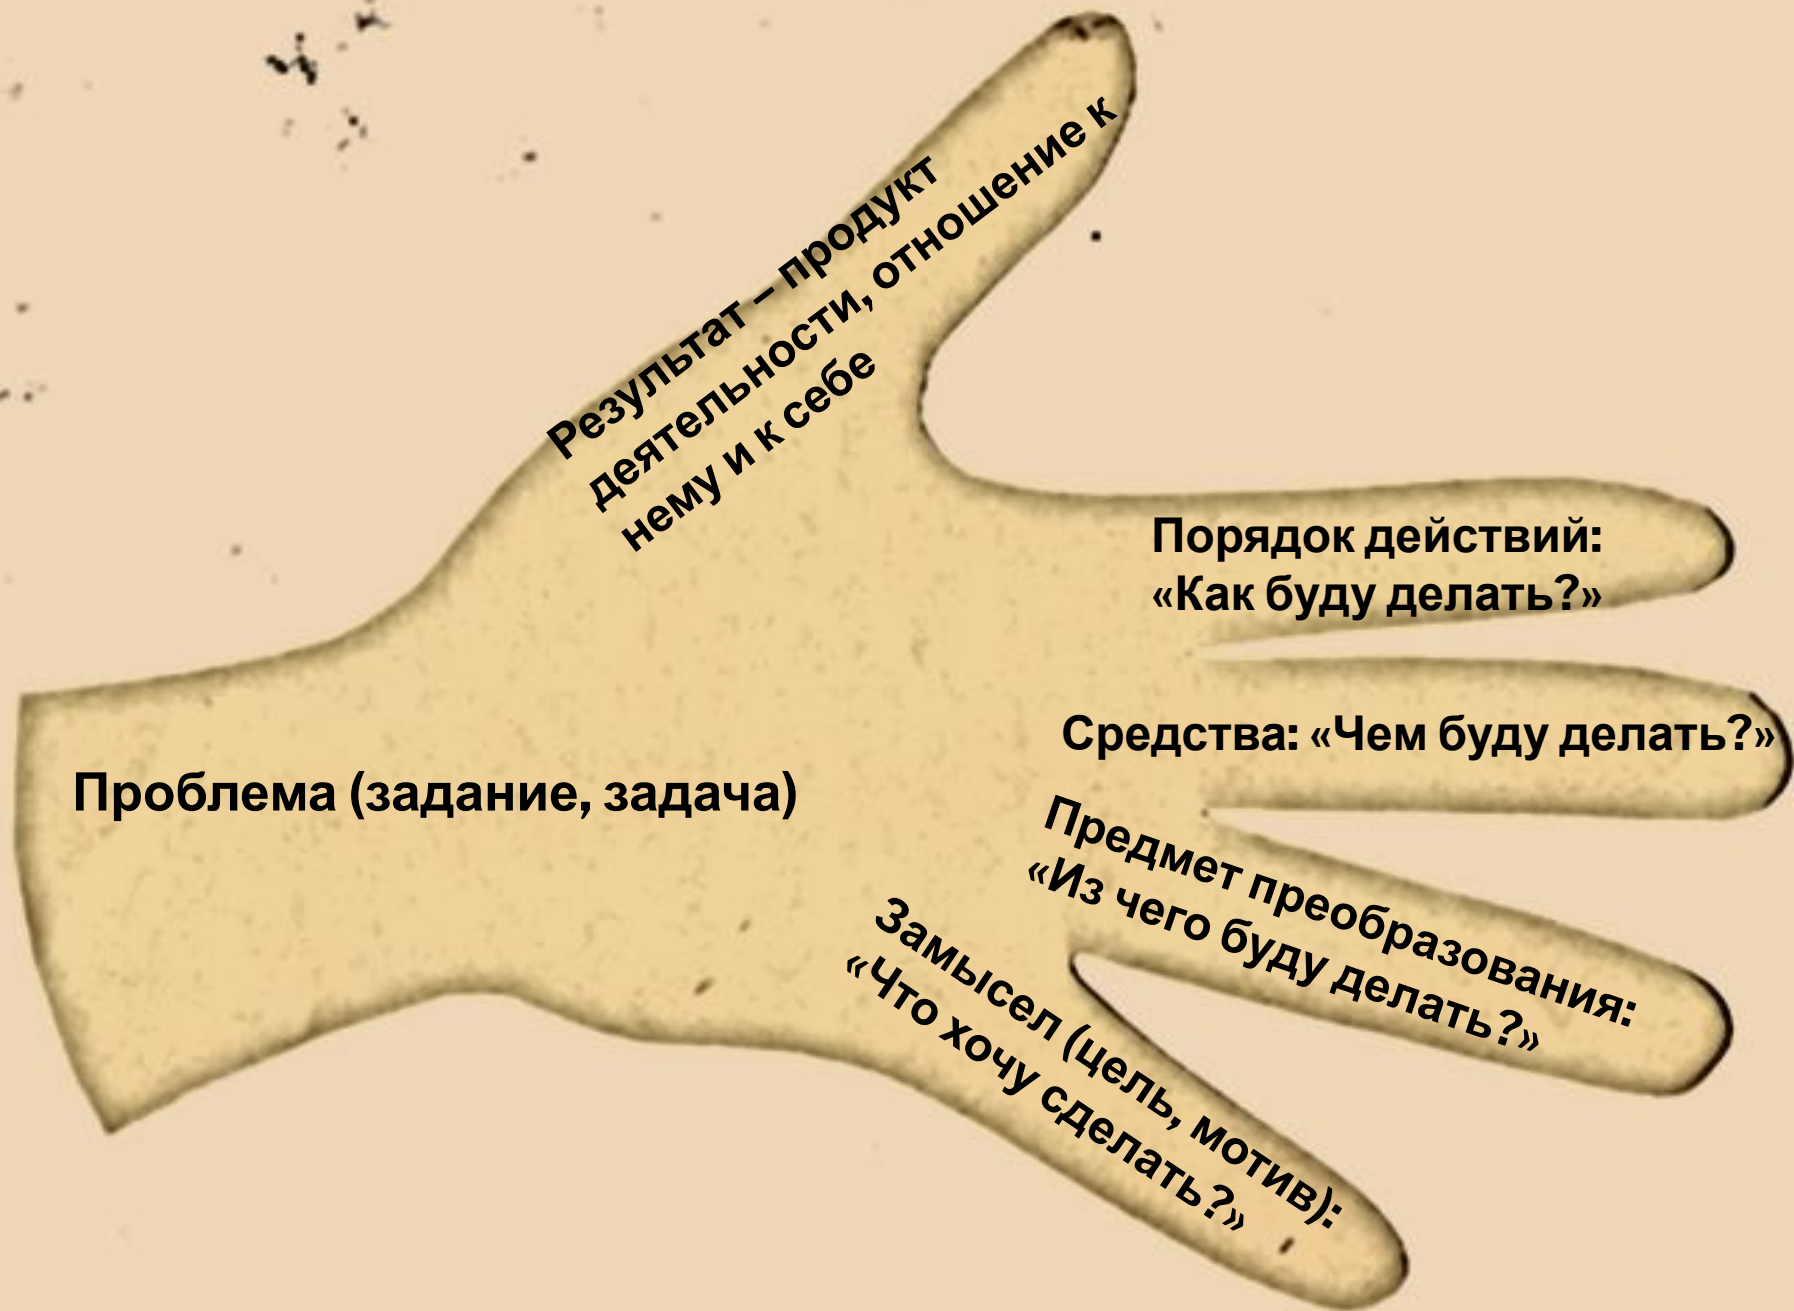 Результат – продукт
деятельности, отношение к
нему и к себе
Порядок действий:
«Как буду делать?»
Средства: «Чем буду делать?»
Проблема (задание, задача)
Предмет преобразования:
«Из чего буду делать?»
Замысел (цель, мотив):
«Что хочу сделать?»